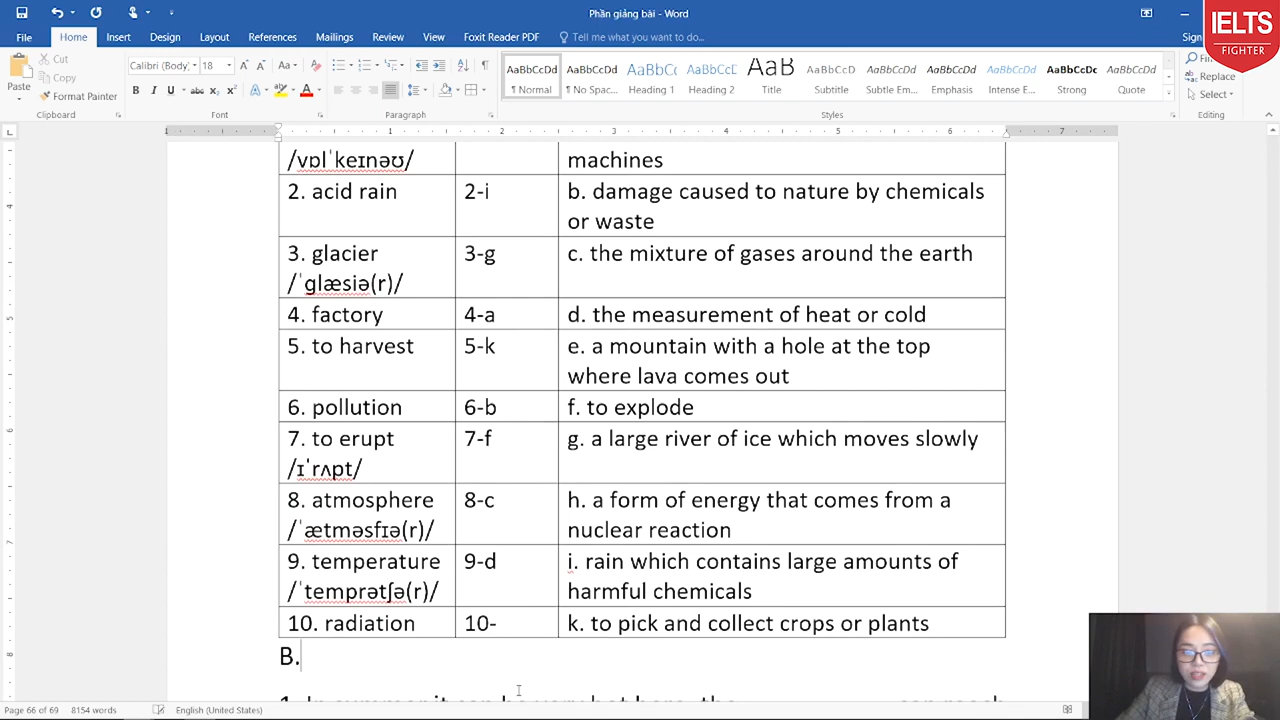 Phần giảng bài - Word
IELTS
FIGHTER
File Home Insert Design Layout References Mailings Review View Foxit Reader PDF Tell me what you want to do... Sign
Paste
Cut
Copy
Format Painter
Clipboard
Calibri (Body) 18
Font
Paragraph
AaBbCcDd AaBbCcDd AaBbCc AaBbCcD AaB AaBbCcD AaBbCcDd AaBbCcDd AaBbCcDd AaBbCcDc AaBbCcDd
¶ Normal ¶ No Spac... Heading 1 Heading 2 Title Subtitle Subtle Em... Emphasis Intense E... Strong Quote
Styles
Replace
Select
Editing
/vɒlˈkeɪnəʊ/ machines
2. acid rain 2-i b. damage caused to nature by chemicals
or waste
3. glacier 3-g c. the mixture of gases around the earth
/ˈglæsiə(r)/
4. factory 4-a d. the measurement of heat or cold
5. to harvest 5-k e. a mountain with a hole at the top
where lava comes out
6. pollution 6-b f. to explode
7. to erupt 7-f g. a large river of ice which moves slowly
/ɪˈrʌpt/
8. atmosphere 8-c h. a form of energy that comes from a
/ˈætməsfɪə(r)/ nuclear reaction
9. temperature 9-d i. rain which contains large amounts of
/ˈtemprətʃə(r)/ harmful chemicals
10. radiation 10- k. to pick and collect crops or plants
B.
Page 66 of 69 8154 words English (United States)